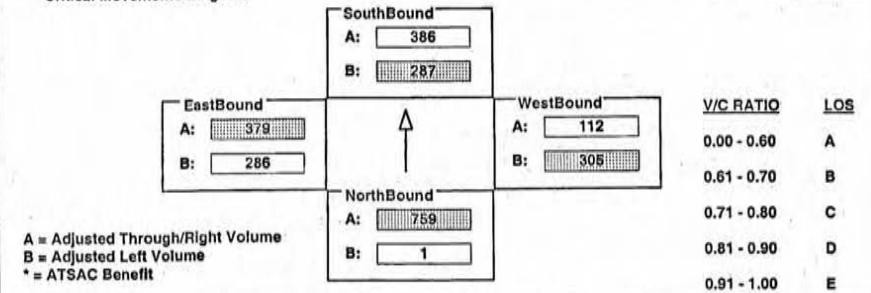 SouthBound
A: 386
B: 287
EastBound
A: 379
B: 286
WestBound
A: 112
B: 305
NorthBound
A: 759
B: 1
A = Adjusted Through/Right Volume
B = Adjusted Left Volume
* = ATSAC Benefit
V/C RATIO LOS
0.00 - 0.60 A
0.61 - 0.70 B
0.71 - 0.80 C
0.81 - 0.90 D
0.91 - 1.00 E